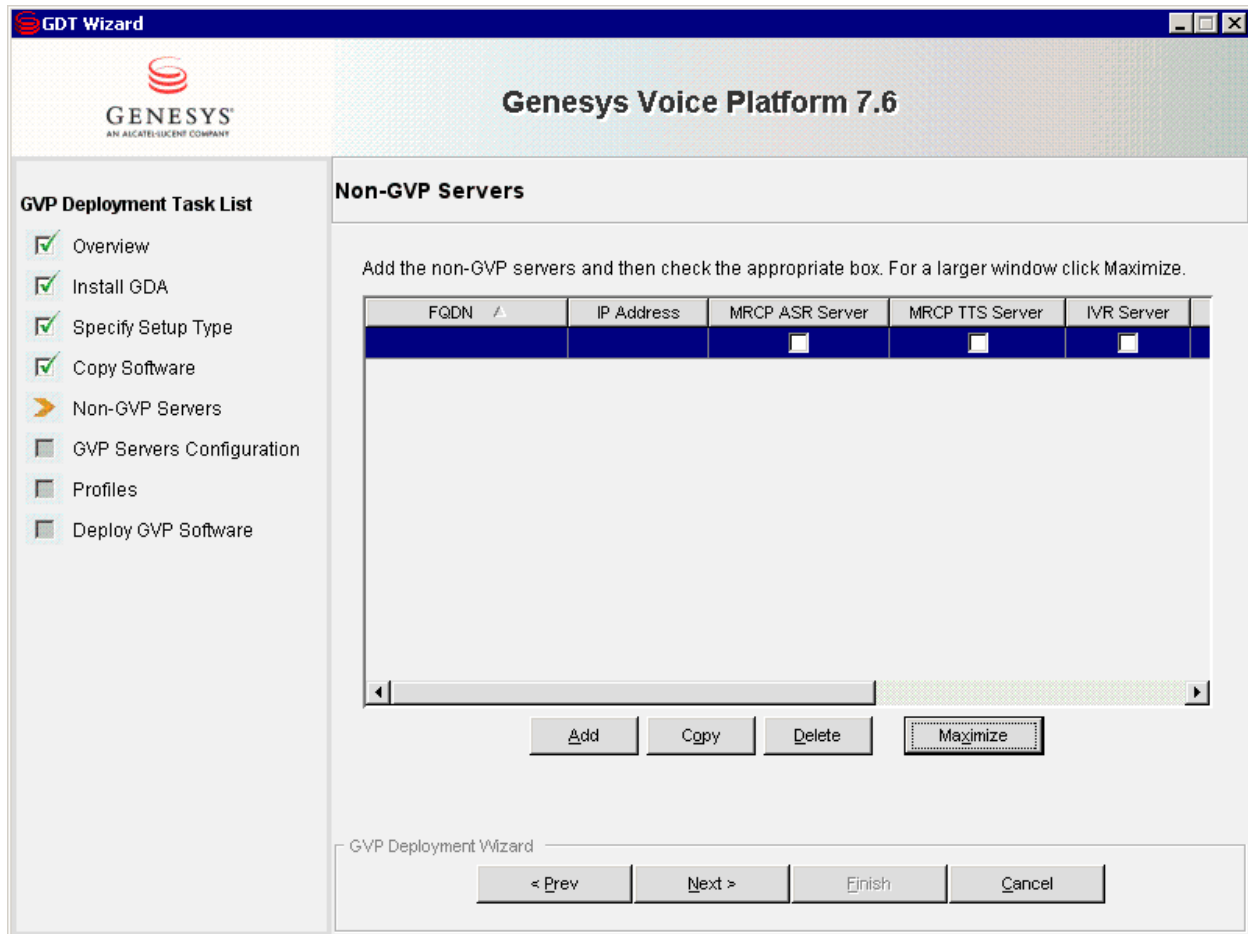 GDT Wizard
GENESYS
AN ALCATEL-LUCENT COMPANY
Genesys Voice Platform 7.6
GVP Deployment Task List
Overview
Install GDA
Specify Setup Type
Copy Software
Non-GVP Servers
GVP Servers Configuration
Profiles
Deploy GVP Software
Non-GVP Servers
Add the non-GVP servers and then check the appropriate box. For a larger window click Maximize.
FQDN IP Address MRCP ASR Server MRCP TTS Server IVR Server
Add Copy Delete Maximize
GVP Deployment Wizard
< Prev Next > Finish Cancel